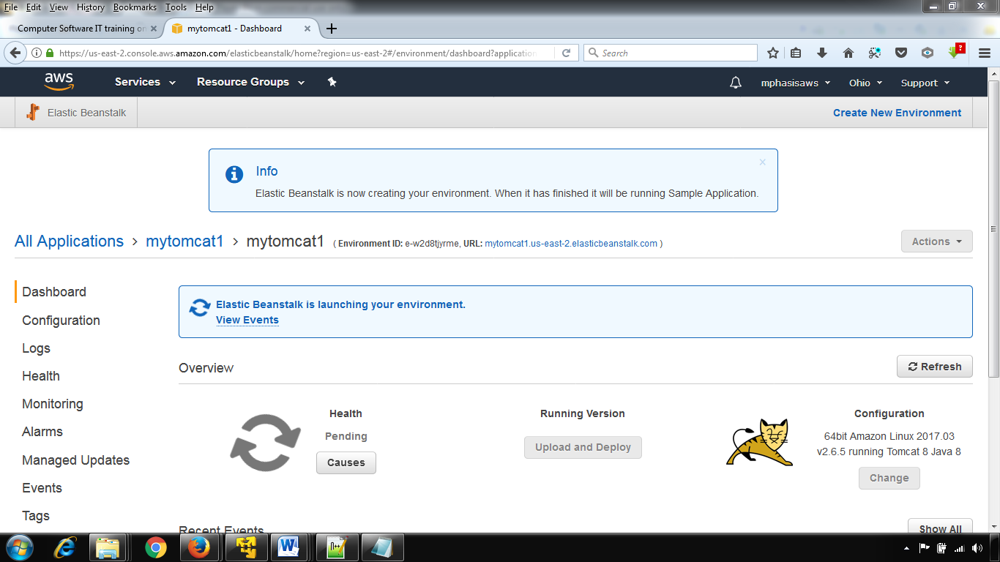 File Edit View History Bookmarks Tools Help
Computer Software IT training on
mytomcat1 - Dashboard
https://us-east-2.console.aws.amazon.com/elasticbeanstalk/home?region=us-east-2#/environment/dashboard?application
Search
aws Services Resource Groups mphasisaws Ohio Support
Elastic Beanstalk Create New Environment
Info
Elastic Beanstalk is now creating your environment. When it has finished it will be running Sample Application.
All Applications > mytomcat1 > mytomcat1 ( Environment ID: e-w2d8tjyrme, URL: mytomcat1.us-east-2.elasticbeanstalk.com )
Actions
Dashboard
Configuration
Logs
Health
Monitoring
Alarms
Managed Updates
Events
Tags
Elastic Beanstalk is launching your environment.
View Events
Overview
Refresh
Health
Pending
Causes
Running Version
Upload and Deploy
Configuration
64bit Amazon Linux 2017.03
v2.6.5 running Tomcat 8 Java 8
Change
Recent Events
Show All